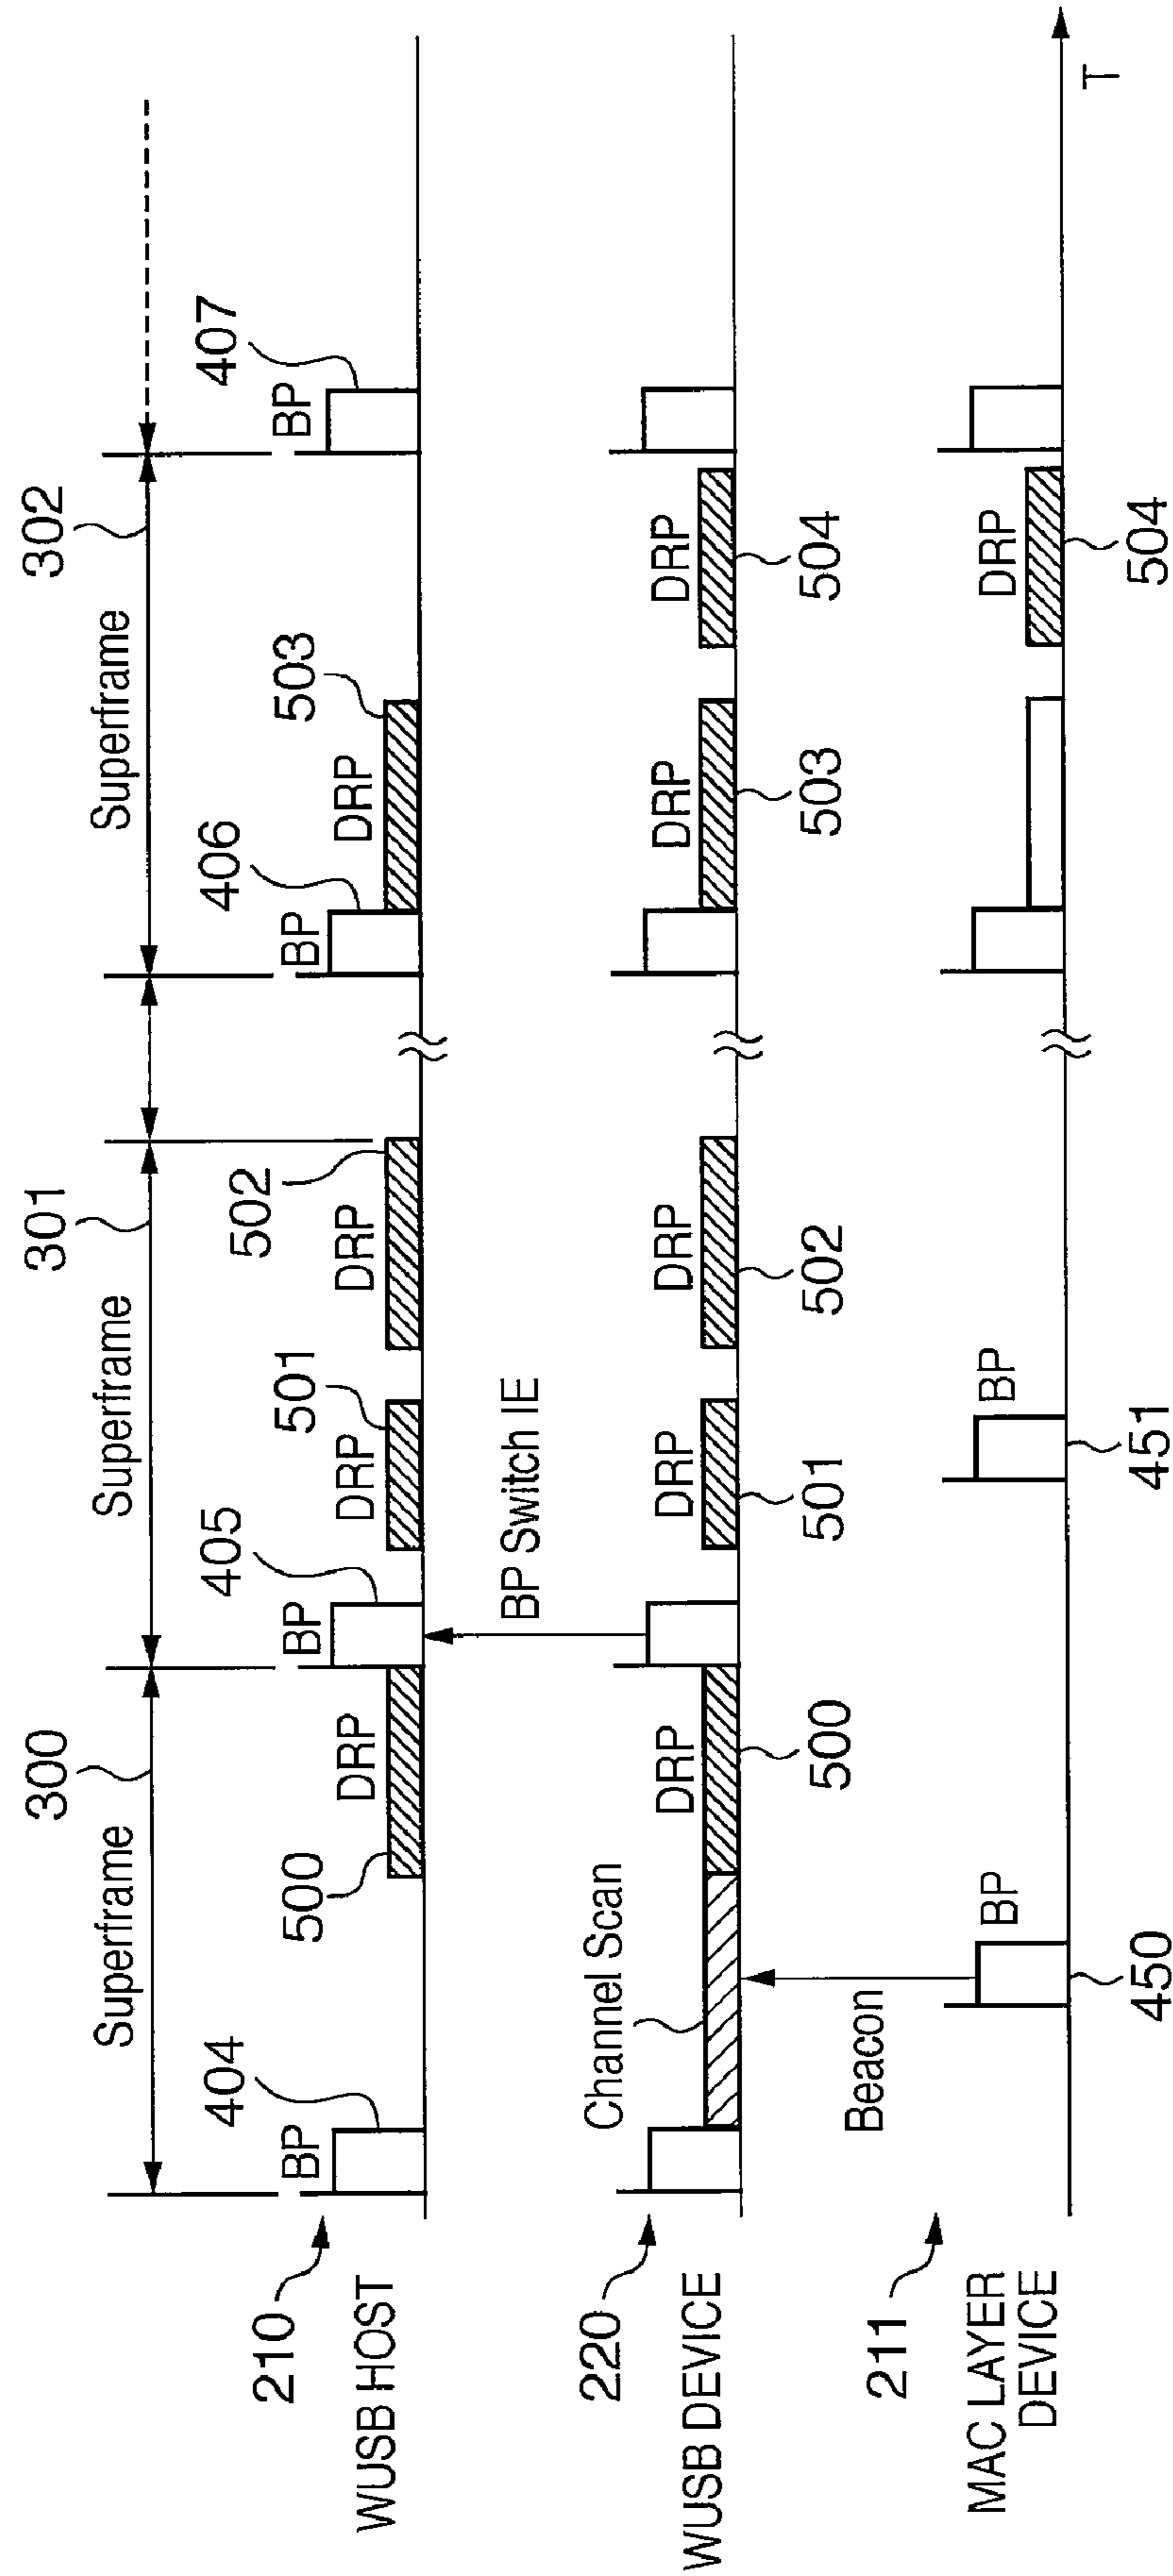 300
301
302
Superframe
Superframe
Superframe
210
WUSB HOST
BP
404
500
DRP
BP
405
DRP
501
DRP
502
BP
406
DRP
503
BP
407
BP Switch IE
220
WUSB DEVICE
Channel Scan
DRP
500
DRP
501
DRP
502
DRP
503
DRP
504
Beacon
211
MAC LAYER
DEVICE
BP
450
BP
451
DRP
504
T